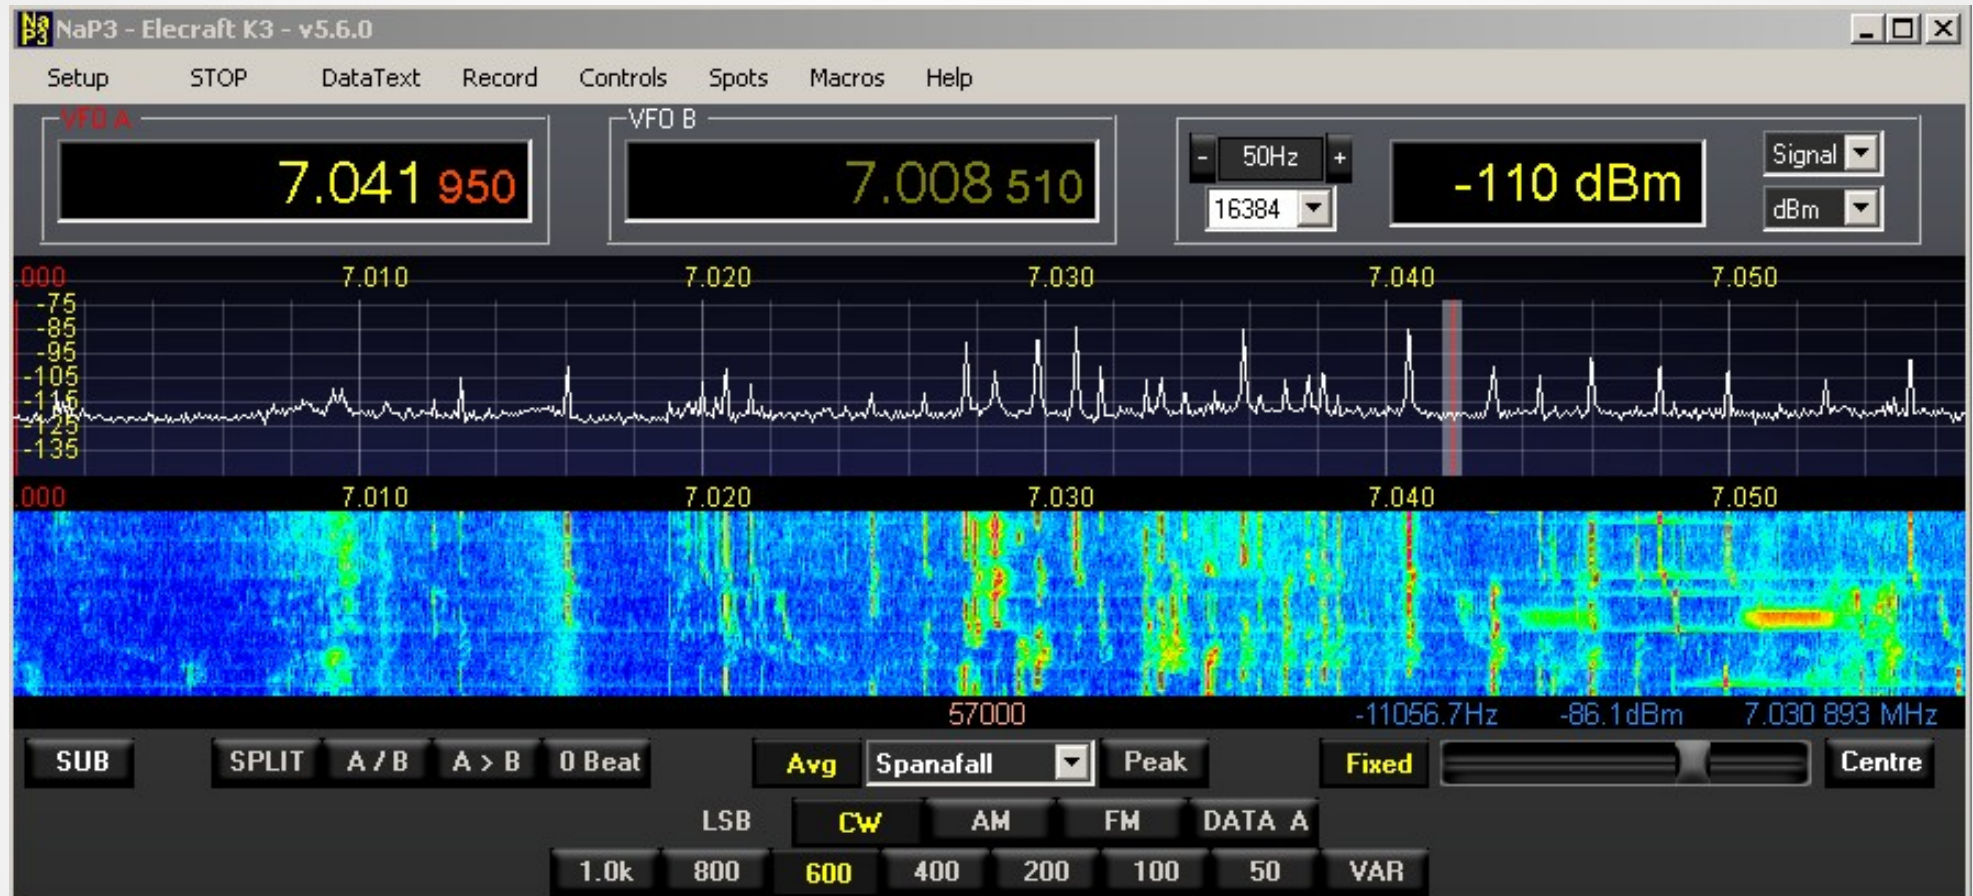 NaP3 - Elecraft K3 - v5.6.0
Setup STOP DataText Record Controls Spots Macros Help
VFO A VFO B
7.041 950 7.008 510 - 50Hz + -110 dBm Signal
16384 dBm
.000 7.010 7.020 7.030 7.040 7.050
-75
-85
-95
-105
-115
-125
-135
.000 7.010 7.020 7.030 7.040 7.050
57000 -11056.7Hz -86.1dBm 7.030 893 MHz
SUB SPLIT A / B A > B 0 Beat Avg Spanafall Peak Fixed Centre
LSB CW AM FM DATA A
1.0k 800 600 400 200 100 50 VAR